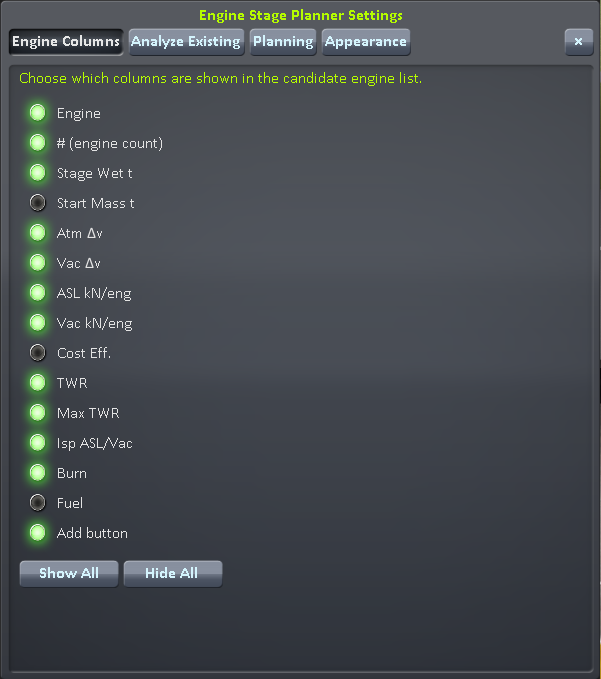 Engine Stage Planner Settings
Engine Columns Analyze Existing Planning Appearance ×
Choose which columns are shown in the candidate engine list.
Engine
# (engine count)
Stage Wet t
Start Mass t
Atm Δv
Vac Δv
ASL kN/eng
Vac kN/eng
Cost Eff.
TWR
Max TWR
Isp ASL/Vac
Burn
Fuel
Add button
Show All Hide All